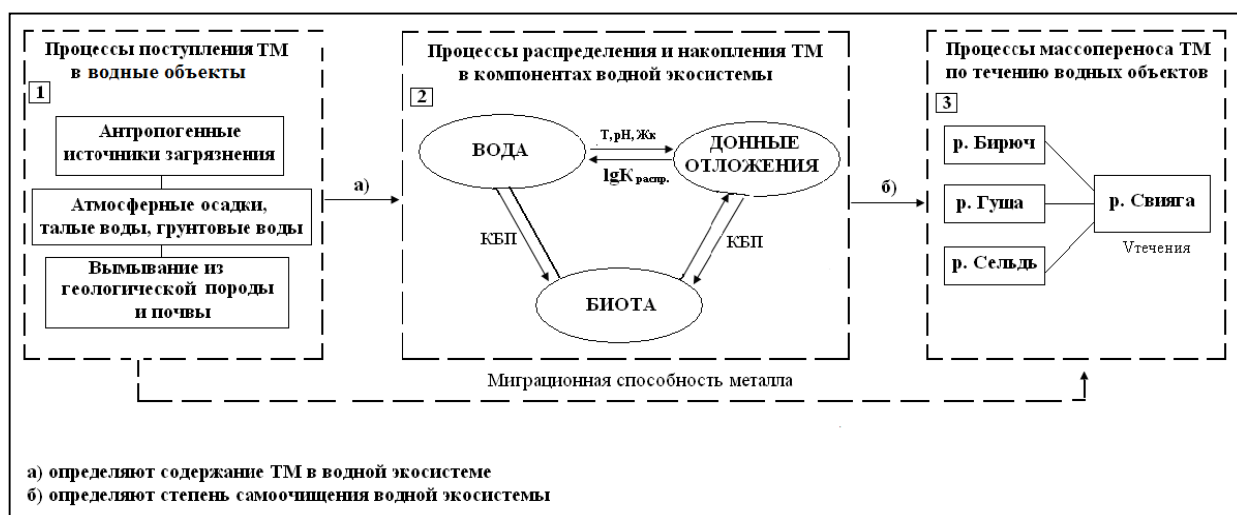 Процессы поступления ТМ
в водные объекты
1
Антропогенные
источники загрязнения
Атмосферные осадки,
талые воды, грунтовые воды
Вымывание из
геологической породы
и почвы
а)
Процессы распределения и накопления ТМ
в компонентах водной экосистемы
2
ВОДА
Т, рН, Жк
lgK распр.
ДОННЫЕ
ОТЛОЖЕНИЯ
КБП
КБП
БИОТА
б)
Процессы массопереноса ТМ
по течению водных объектов
3
р. Бирюч
р. Гуща
р. Сельдь
р. Свияга
Vтечения
Миграционная способность металла
а) определяют содержание ТМ в водной экосистеме
б) определяют степень самоочищения водной экосистемы